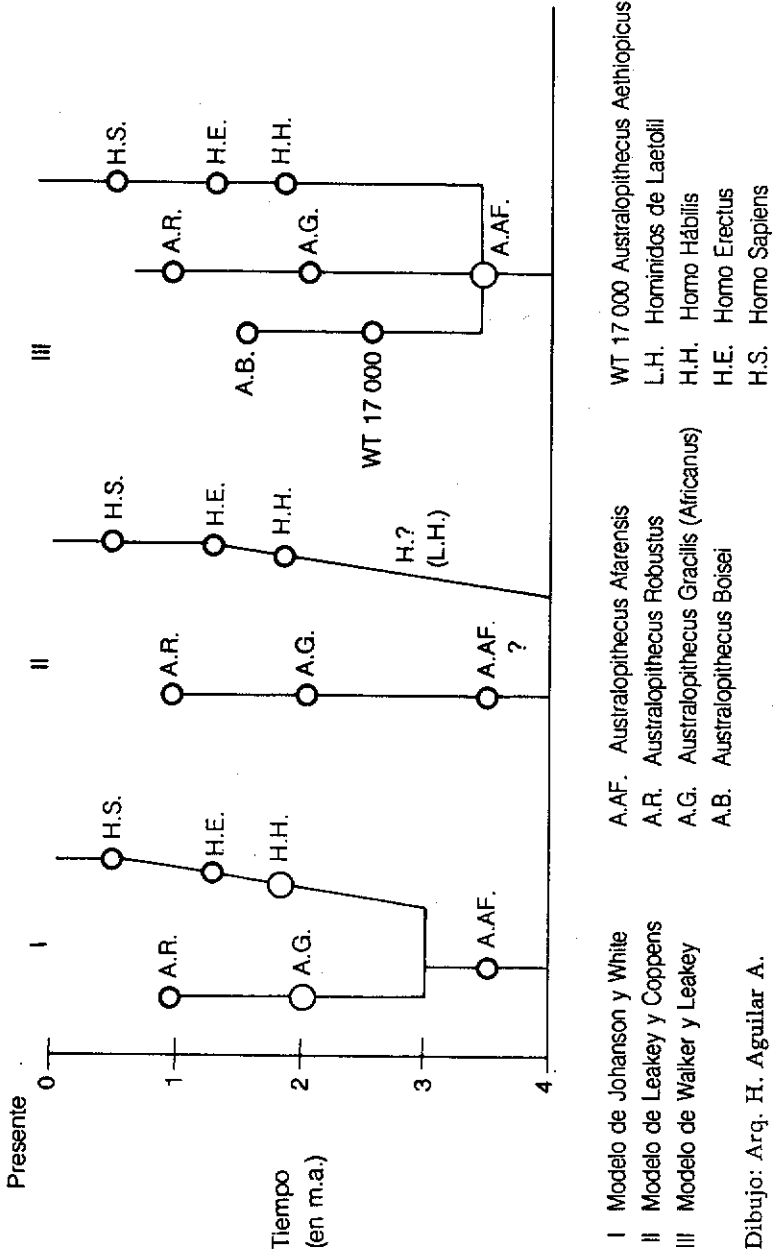 Presente
I
II
III
0
1
2
3
4
Tiempo
(en m.a.)
H.S.
H.E.
H.H.
A.R.
A.G.
A.AF.
H.S.
H.E.
H.H.
H.?
(L.H.)
A.R.
A.G.
A.AF.
?
H.S.
H.E.
H.H.
A.R.
A.G.
A.AF.
A.B.
WT 17 000
I Modelo de Johanson y White
II Modelo de Leakey y Coppens
III Modelo de Walker y Leakey
A.AF. Australopithecus Afarensis
A.R. Australopithecus Robustus
A.G. Australopithecus Gracilis (Africanus)
A.B. Australopithecus Boisei
WT 17 000 Australopithecus Aethiopicus
L.H. Hominidos de Laetolil
H.H. Homo Hábilis
H.E. Homo Erectus
H.S. Homo Sapiens
Dibujo: Arq. H. Aguilar A.